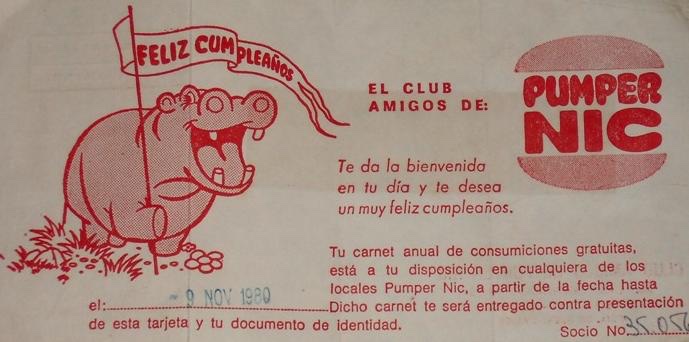 FELIZ CUMPLEAÑOS
EL CLUB
AMIGOS DE:
PUMPER
NIC
Te da la bienvenida
en tu día y te desea
un muy feliz cumpleaños.
Tu carnet anual de consumiciones gratuitas,
está a tu disposición en cualquiera de los
locales Pumper Nic, a partir de la fecha hasta
el: - 9 NOV 1980 Dicho carnet te será entregado contra presentación
de esta tarjeta y tu documento de identidad.
Socio No 35.056